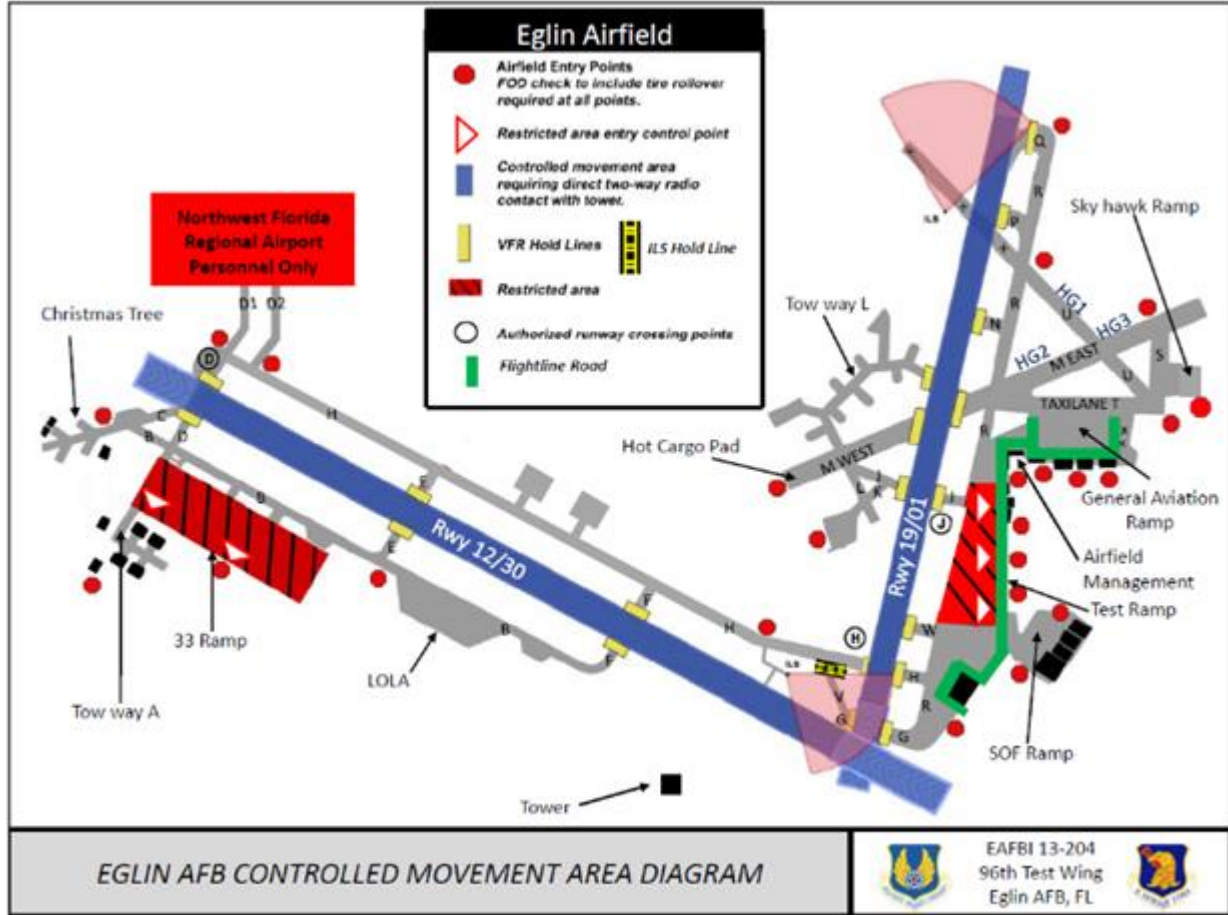 Eglin Airfield
Airfield Entry Points
FOD check to include tire rollover
required at all points.
Restricted area entry control point
Controlled movement area
requiring direct two-way radio
contact with tower.
VFR Hold Lines
ILS Hold Line
Restricted area
Authorized runway crossing points
Flightline Road
Northwest Florida
Regional Airport
Personnel Only
D1 D2
Christmas Tree
D
H
C
B
D
B
E
E
Rwy 12/30
F
F
H
B
33 Ramp
Tow way A
LOLA
Tower
Q
R
P
ILS
Sky hawk Ramp
HG1
U
R
N
Tow way L
HG2
M EAST
HG3
S
U
TAXILANE T
R
Hot Cargo Pad
M WEST
L
J
K
J
Rwy 19/01
General Aviation
Ramp
Airfield
Management
Test Ramp
H
W
ILS
V
H
R
G
G
SOF Ramp
EGLIN AFB CONTROLLED MOVEMENT AREA DIAGRAM
EAFBI 13-204
96th Test Wing
Eglin AFB, FL